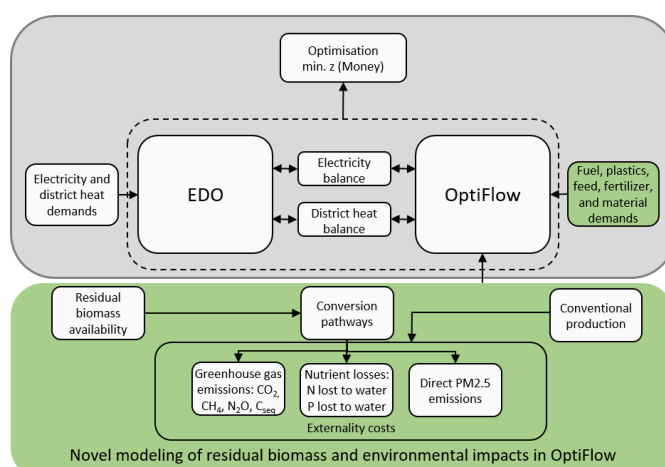 Optimisation
min. z (Money)
Electricity and
district heat
demands
EDO
Electricity
balance
District heat
balance
OptiFlow
Fuel, plastics,
feed, fertilizer,
and material
demands
Residual
biomass
availability
Conversion
pathways
Conventional
production
Greenhouse gas
emissions: CO₂,
CH₄, N₂O, Cseq
Nutrient losses:
N lost to water
P lost to water
Direct PM2.5
emissions
Externality costs
Novel modeling of residual biomass and environmental impacts in OptiFlow